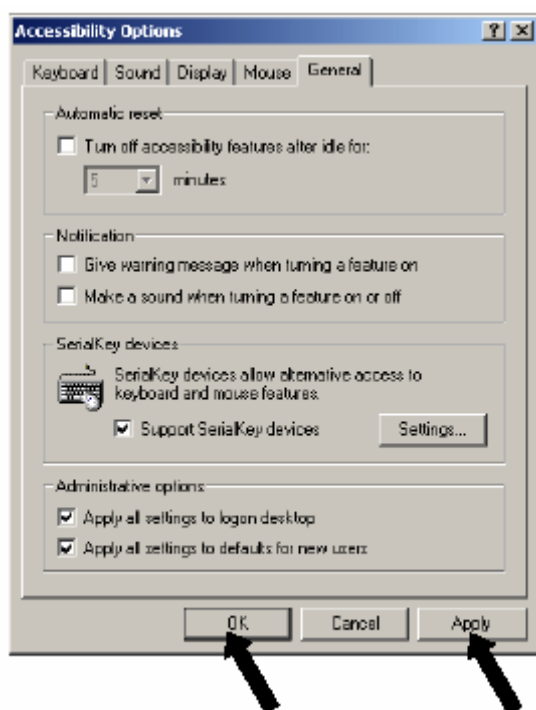 Accessibility Options
Keyboard Sound Display Mouse General
Automatic reset
Turn off accessibility features after idle for:
5 minutes
Notification
Give warning message when turning a feature on
Make a sound when turning a feature on or off
SerialKey devices
SerialKey devices allow alternative access to
keyboard and mouse features.
Support SerialKey devices Settings...
Administrative options
Apply all settings to logon desktop
Apply all settings to defaults for new users
OK Cancel Apply